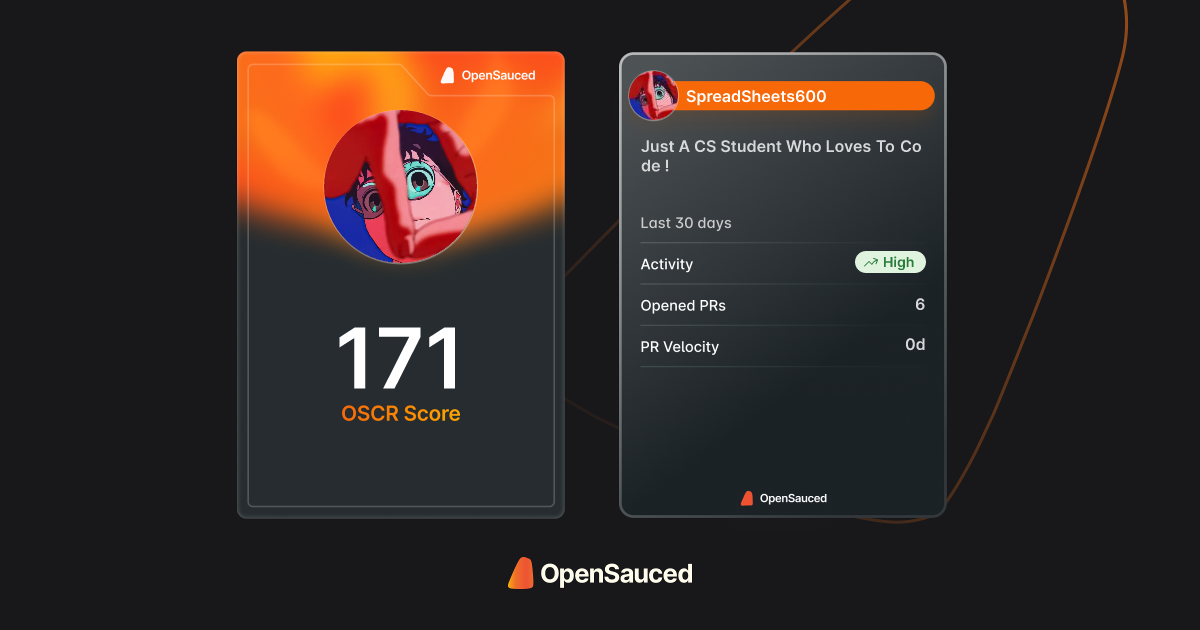 OpenSauced
171
OSCR Score
SpreadSheets600
Just A CS Student Who Loves To Co
de !
Last 30 days
Activity
High
Opened PRs
6
PR Velocity
0d
OpenSauced
OpenSauced